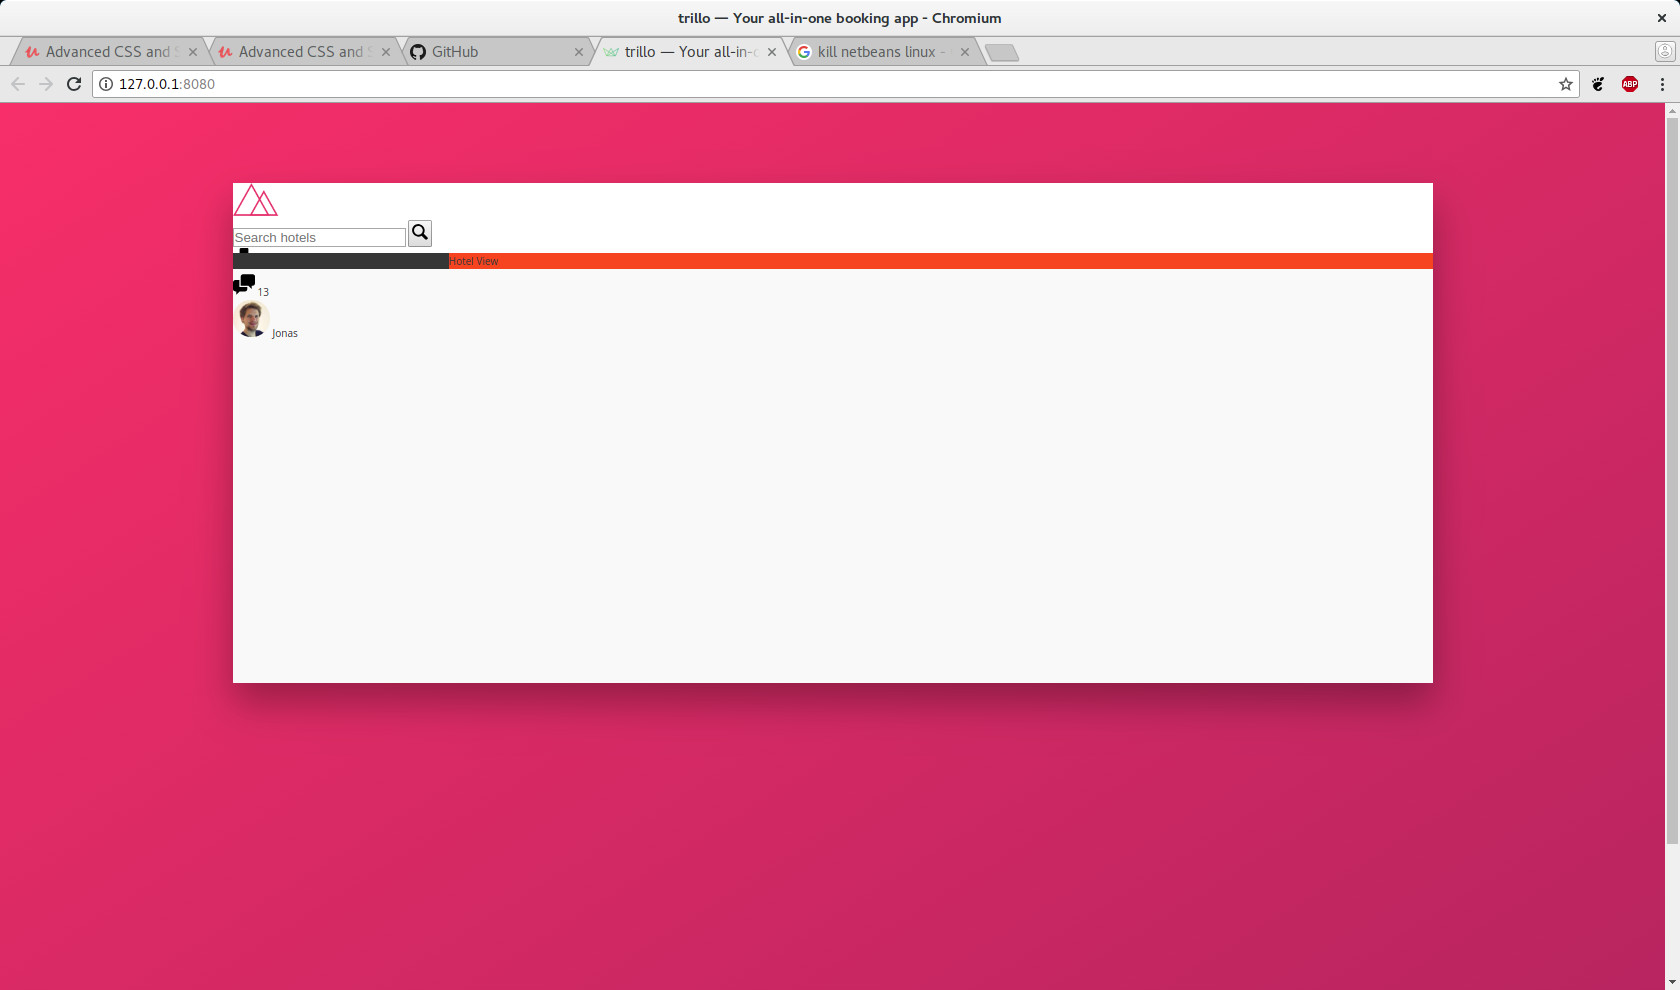 trillo — Your all-in-one booking app - Chromium
Advanced CSS and S
Advanced CSS and S
GitHub
trillo — Your all-in-o
kill netbeans linux -
127.0.0.1:8080
ABP
Search hotels
Hotel View
13
Jonas